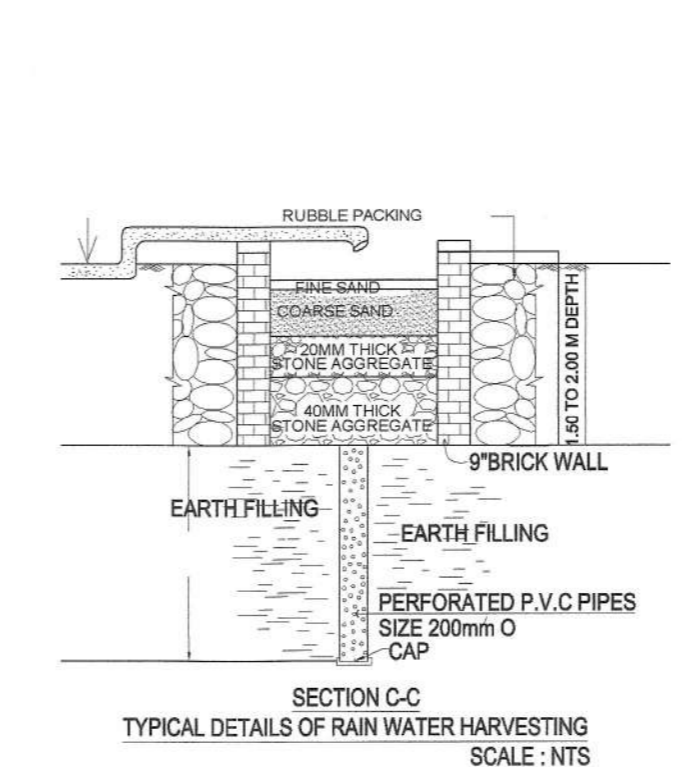 RUBBLE PACKING
FINE SAND
COARSE SAND
20MM THICK
STONE AGGREGATE
40MM THICK
STONE AGGREGATE
1.50 TO 2.00 M DEPTH
9"BRICK WALL
EARTH FILLING
EARTH FILLING
PERFORATED P.V.C PIPES
SIZE 200mm O
CAP
SECTION C-C
TYPICAL DETAILS OF RAIN WATER HARVESTING
SCALE : NTS